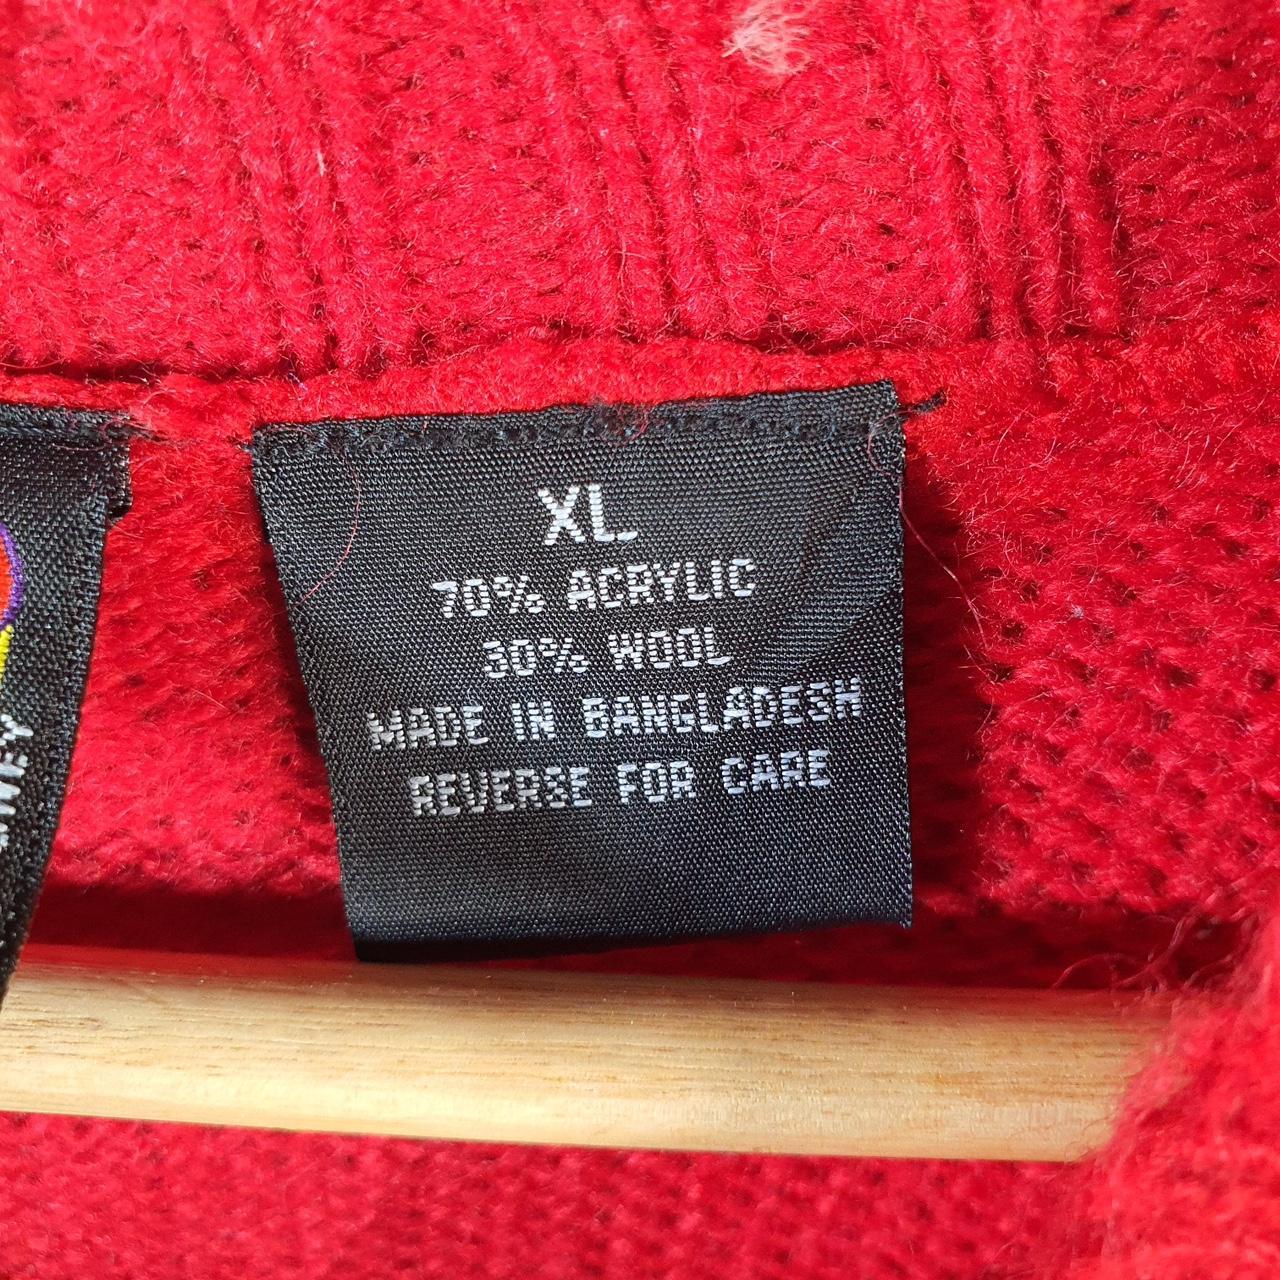 XL
70% ACRYLIC
30% WOOL
MADE IN BANGLADESH
REVERSE FOR CARE